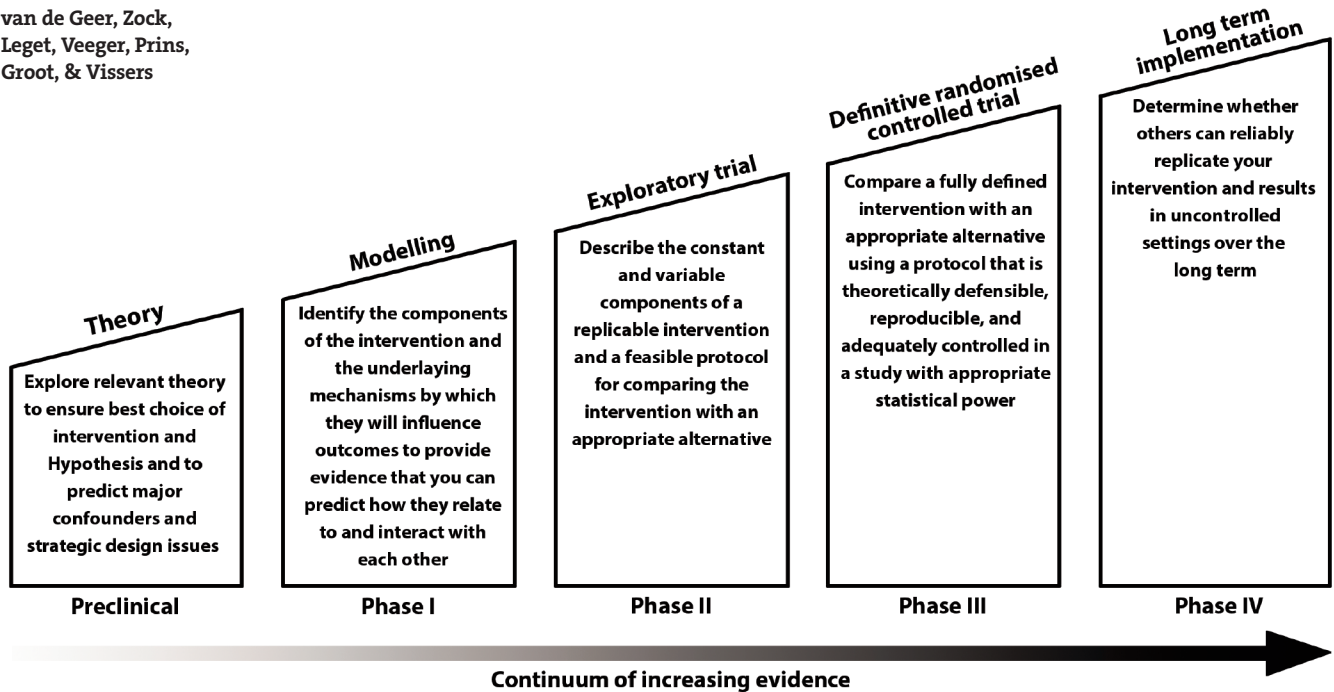 van de Geer, Zock,
Leget, Veeger, Prins,
Groot, & Vissers
Theory
Explore relevant theory
to ensure best choice of
intervention and
Hypothesis and to
predict major
confounders and
strategic design issues
Preclinical
Modelling
Identify the components
of the intervention and
the underlaying
mechanisms by which
they will influence
outcomes to provide
evidence that you can
predict how they relate
to and interact with
each other
Phase I
Exploratory trial
Describe the constant
and variable
components of a
replicable intervention
and a feasible protocol
for comparing the
intervention with an
appropriate alternative
Phase II
Definitive randomised
controlled trial
Compare a fully defined
intervention with an
appropriate alternative
using a protocol that is
theoretically defensible,
reproducible, and
adequately controlled in
a study with appropriate
statistical power
Phase III
Long term
implementation
Determine whether
others can reliably
replicate your
intervention and results
in uncontrolled
settings over the
long term
Phase IV
Continuum of increasing evidence